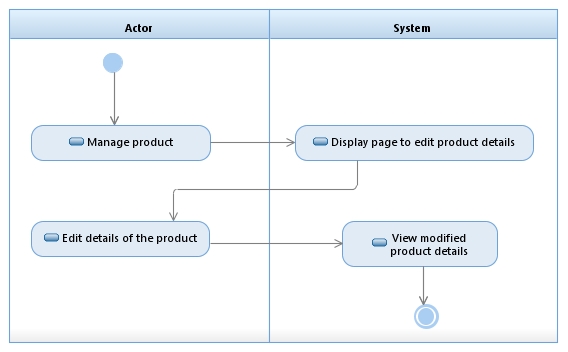 Actor
System
Manage product
Display page to edit product details
Edit details of the product
View modified
product details